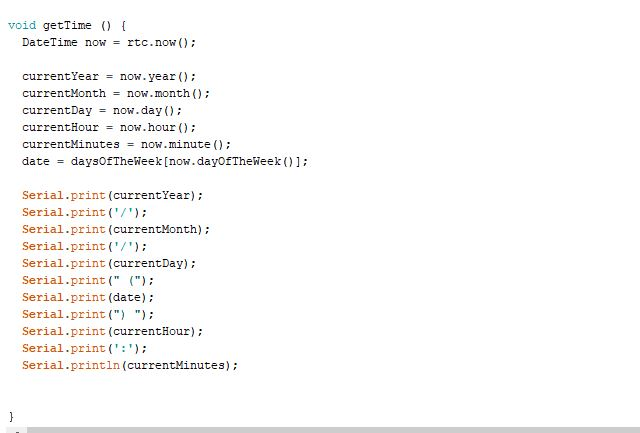 void getTime () {
DateTime now = rtc.now();
currentYear = now.year();
currentMonth = now.month();
currentDay = now.day();
currentHour = now.hour();
currentMinutes = now.minute();
date = daysOfTheWeek[now.dayOfTheWeek()];
Serial.print(currentYear);
Serial.print('/');
Serial.print(currentMonth);
Serial.print('/');
Serial.print(currentDay);
Serial.print(" (");
Serial.print(date);
Serial.print(") ");
Serial.print(currentHour);
Serial.print(':');
Serial.println(currentMinutes);
}